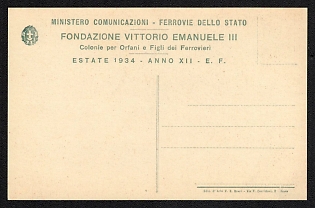 MINISTERO COMUNICAZIONI - FERROVIE DELLO STATO
FONDAZIONE VITTORIO EMANUELE III
Colonie per Orfani e Figli dei Ferrovieri
ESTATE 1934 - ANNO XII - E. F.